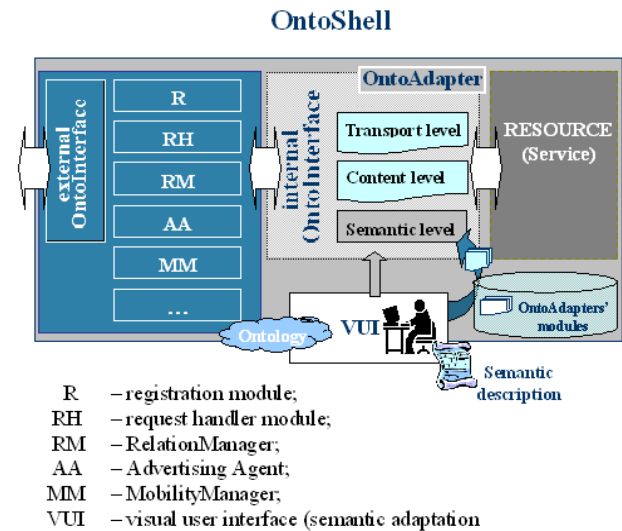 OntoShell
external
OntoInterface
R
RH
RM
AA
MM
...
internal
OntoInterface
OntoAdapter
Transport level
Content level
Semantic level
RESOURCE
(Service)
OntoAdapters'
modules
Ontology
VUI
Semantic
description
R – registration module;
RH – request handler module;
RM – RelationManager;
AA – Advertising Agent;
MM – MobilityManager;
VUI – visual user interface (semantic adaptation